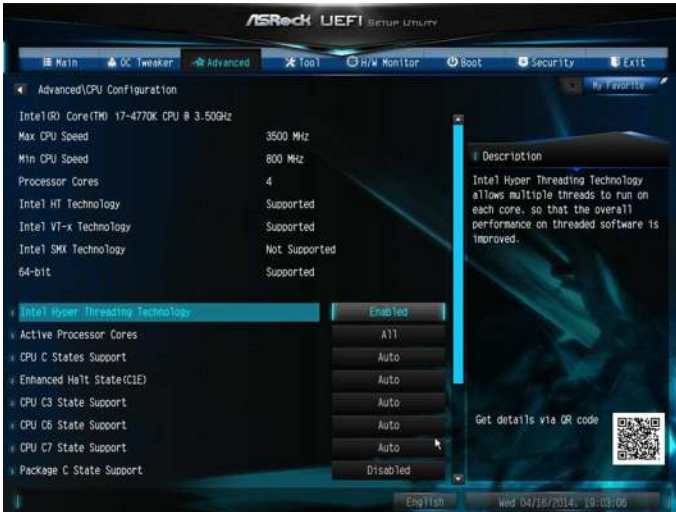 ASRock UEFI SETUP UTILITY
Main OC Tweaker Advanced Tool H/W Monitor Boot Security Exit
Advanced\CPU Configuration
My Favorite
Intel(R) Core(TM) i7-4770K CPU @ 3.50GHz
Max CPU Speed 3500 MHz
Min CPU Speed 800 MHz
Processor Cores 4
Intel HT Technology Supported
Intel VT-x Technology Supported
Intel SMX Technology Not Supported
64-bit Supported
Intel Hyper Threading Technology Enabled
Active Processor Cores All
CPU C States Support Auto
Enhanced Halt State(C1E) Auto
CPU C3 State Support Auto
CPU C6 State Support Auto
CPU C7 State Support Auto
Package C State Support Disabled
Description
Intel Hyper Threading Technology
allows multiple threads to run on
each core. so that the overall
performance on threaded software is
improved.
Get details via QR code
English
Wed 04/16/2014. 19:03:06